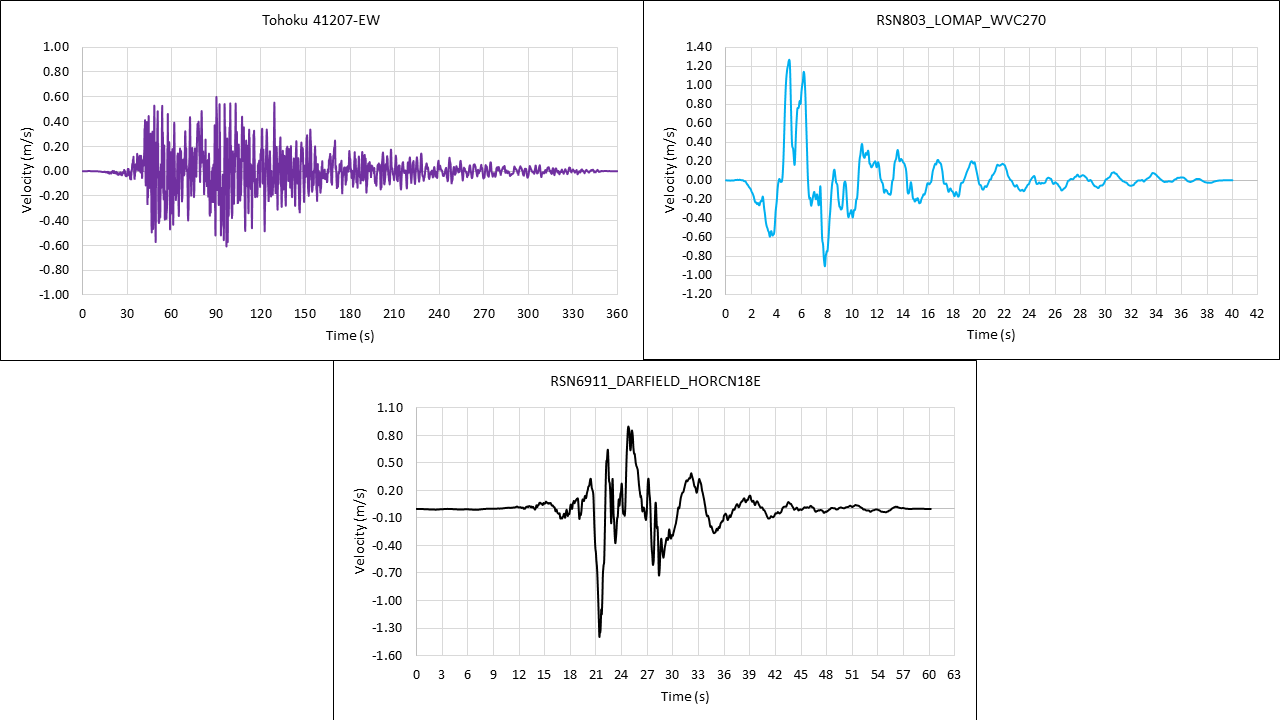 Tohoku 41207-EW
1.00
0.80
0.60
0.40
0.20
0.00
-0.20
-0.40
-0.60
-0.80
-1.00
Velocity (m/s)
0 30 60 90 120 150 180 210 240 270 300 330 360
Time (s)
RSN803_LOMAP_WVC270
1.40
1.20
1.00
0.80
0.60
0.40
0.20
0.00
-0.20
-0.40
-0.60
-0.80
-1.00
-1.20
Velocity (m/s)
0 2 4 6 8 10 12 14 16 18 20 22 24 26 28 30 32 34 36 38 40 42
Time (s)
RSN6911_DARFIELD_HORCN18E
1.10
0.80
0.50
0.20
-0.10
-0.40
-0.70
-1.00
-1.30
-1.60
Velocity (m/s)
0 3 6 9 12 15 18 21 24 27 30 33 36 39 42 45 48 51 54 57 60 63
Time (s)